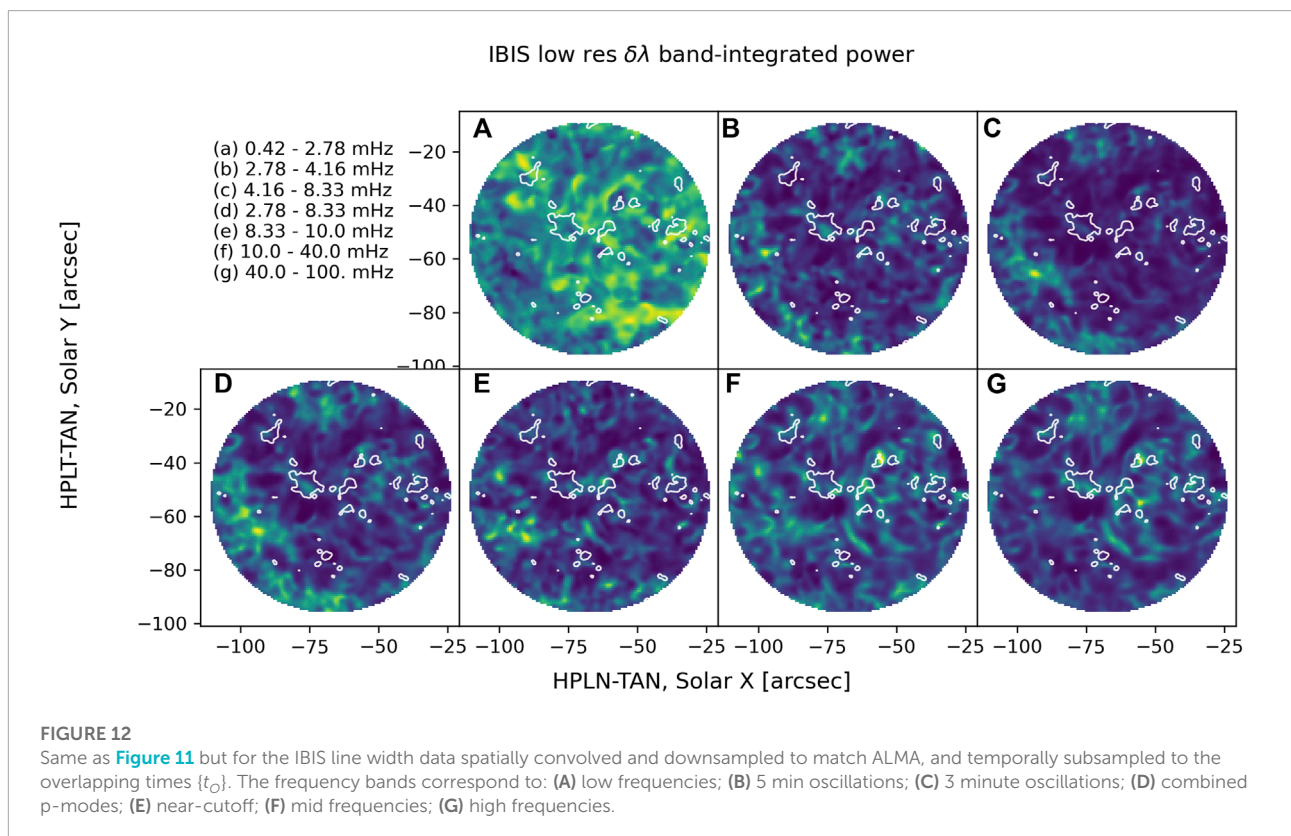 IBIS low res δλ band-integrated power
A
B
C
(a) 0.42 - 2.78 mHz
(b) 2.78 - 4.16 mHz
(c) 4.16 - 8.33 mHz
(d) 2.78 - 8.33 mHz
(e) 8.33 - 10.0 mHz
(f) 10.0 - 40.0 mHz
(g) 40.0 - 100. mHz
−20
−40
−60
−80
−100
HPLT-TAN, Solar Y [arcsec]
D
E
F
G
−20
−40
−60
−80
−100
−100 −75 −50 −100 −75 −50 −25 −100 −75 −50 −25 −100 −75 −50 −25
HPLN-TAN, Solar X [arcsec]
FIGURE 12
Same as Figure 11 but for the IBIS line width data spatially convolved and downsampled to match ALMA, and temporally subsampled to the
overlapping times {tO}. The frequency bands correspond to: (A) low frequencies; (B) 5 min oscillations; (C) 3 minute oscillations; (D) combined
p-modes; (E) near-cutoff; (F) mid frequencies; (G) high frequencies.